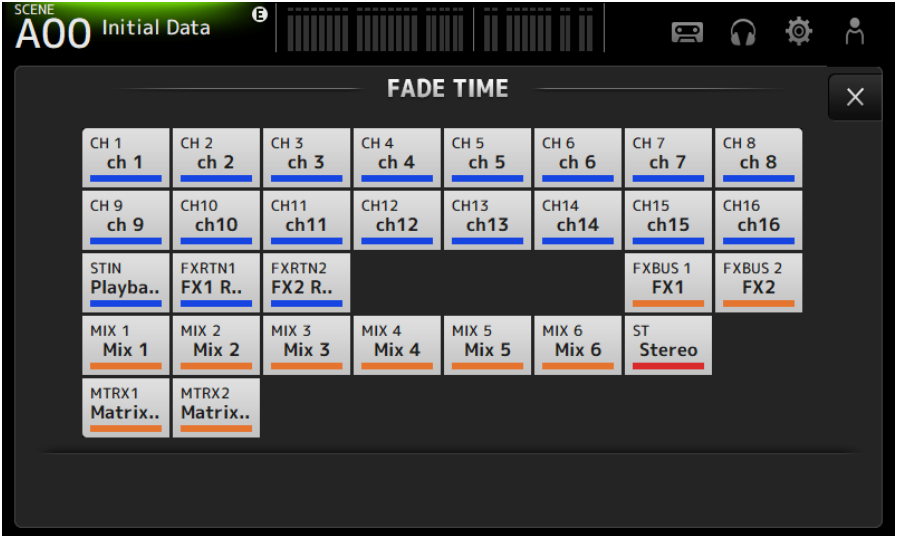 SCENE
A00 Initial Data E
FADE TIME
CH 1 CH 2 CH 3 CH 4 CH 5 CH 6 CH 7 CH 8
ch 1 ch 2 ch 3 ch 4 ch 5 ch 6 ch 7 ch 8
CH 9 CH10 CH11 CH12 CH13 CH14 CH15 CH16
ch 9 ch10 ch11 ch12 ch13 ch14 ch15 ch16
STIN FXRTN1 FXRTN2 FXBUS 1 FXBUS 2
Playba.. FX1 R.. FX2 R.. FX1 FX2
MIX 1 MIX 2 MIX 3 MIX 4 MIX 5 MIX 6 ST
Mix 1 Mix 2 Mix 3 Mix 4 Mix 5 Mix 6 Stereo
MTRX1 MTRX2
Matrix.. Matrix..